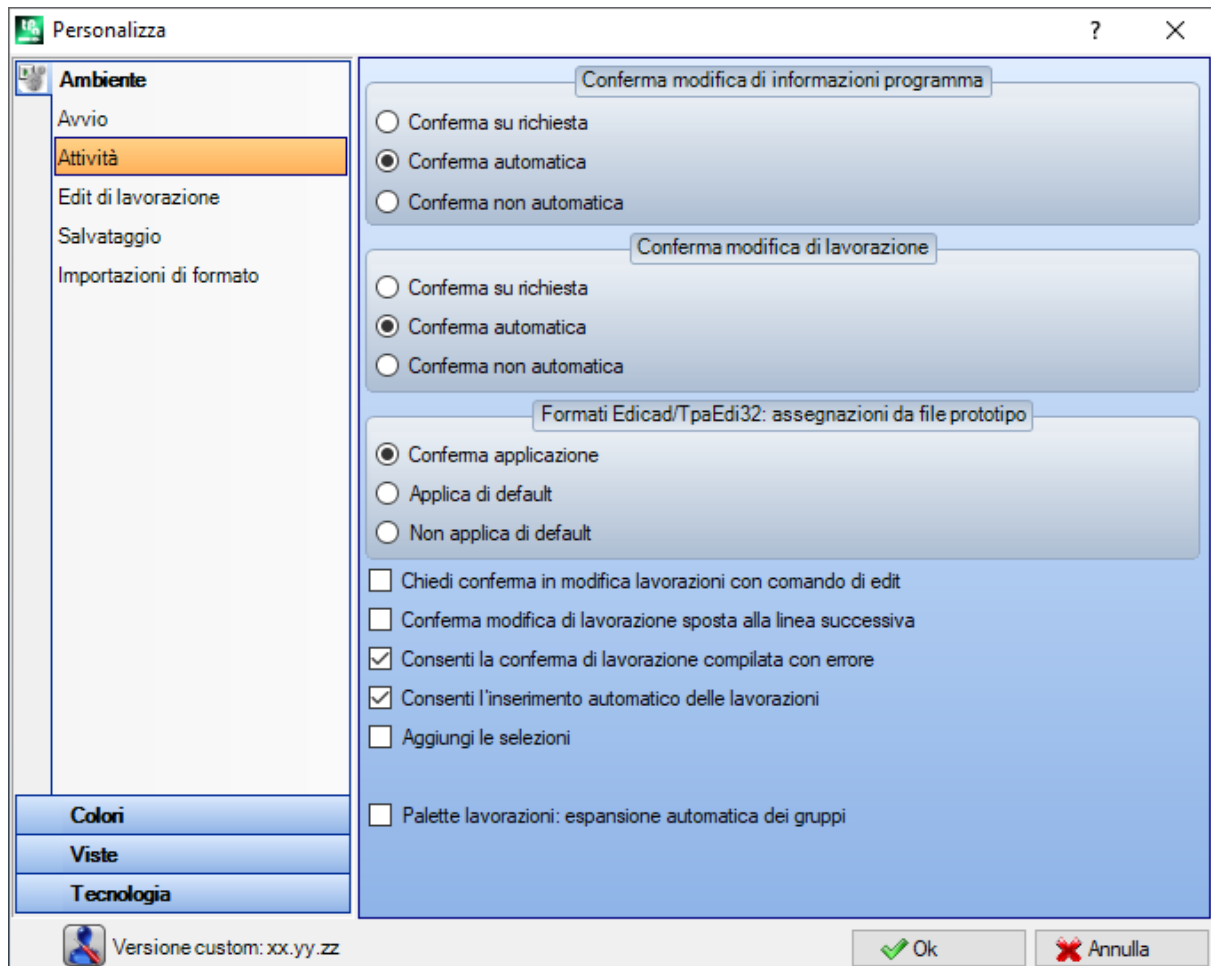 Personalizza
?
Ambiente
Avvio
Attività
Edit di lavorazione
Salvataggio
Importazioni di formato
Colori
Viste
Tecnologia
Conferma modifica di informazioni programma
Conferma su richiesta
Conferma automatica
Conferma non automatica
Conferma modifica di lavorazione
Conferma su richiesta
Conferma automatica
Conferma non automatica
Formati Edicad/TpaEdi32: assegnazioni da file prototipo
Conferma applicazione
Applica di default
Non applica di default
Chiedi conferma in modifica lavorazioni con comando di edit
Conferma modifica di lavorazione sposta alla linea successiva
Consenti la conferma di lavorazione compilata con errore
Consenti l'inserimento automatico delle lavorazioni
Aggiungi le selezioni
Palette lavorazioni: espansione automatica dei gruppi
Versione custom: xx.yy.zz
Ok
Annulla